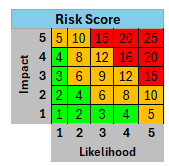 Risk Score
5 5 10 15 20 25
4 4 8 12 16 20
3 3 6 9 12 15
2 2 4 6 8 10
1 1 2 3 4 5
Impact
1 2 3 4 5
Likelihood